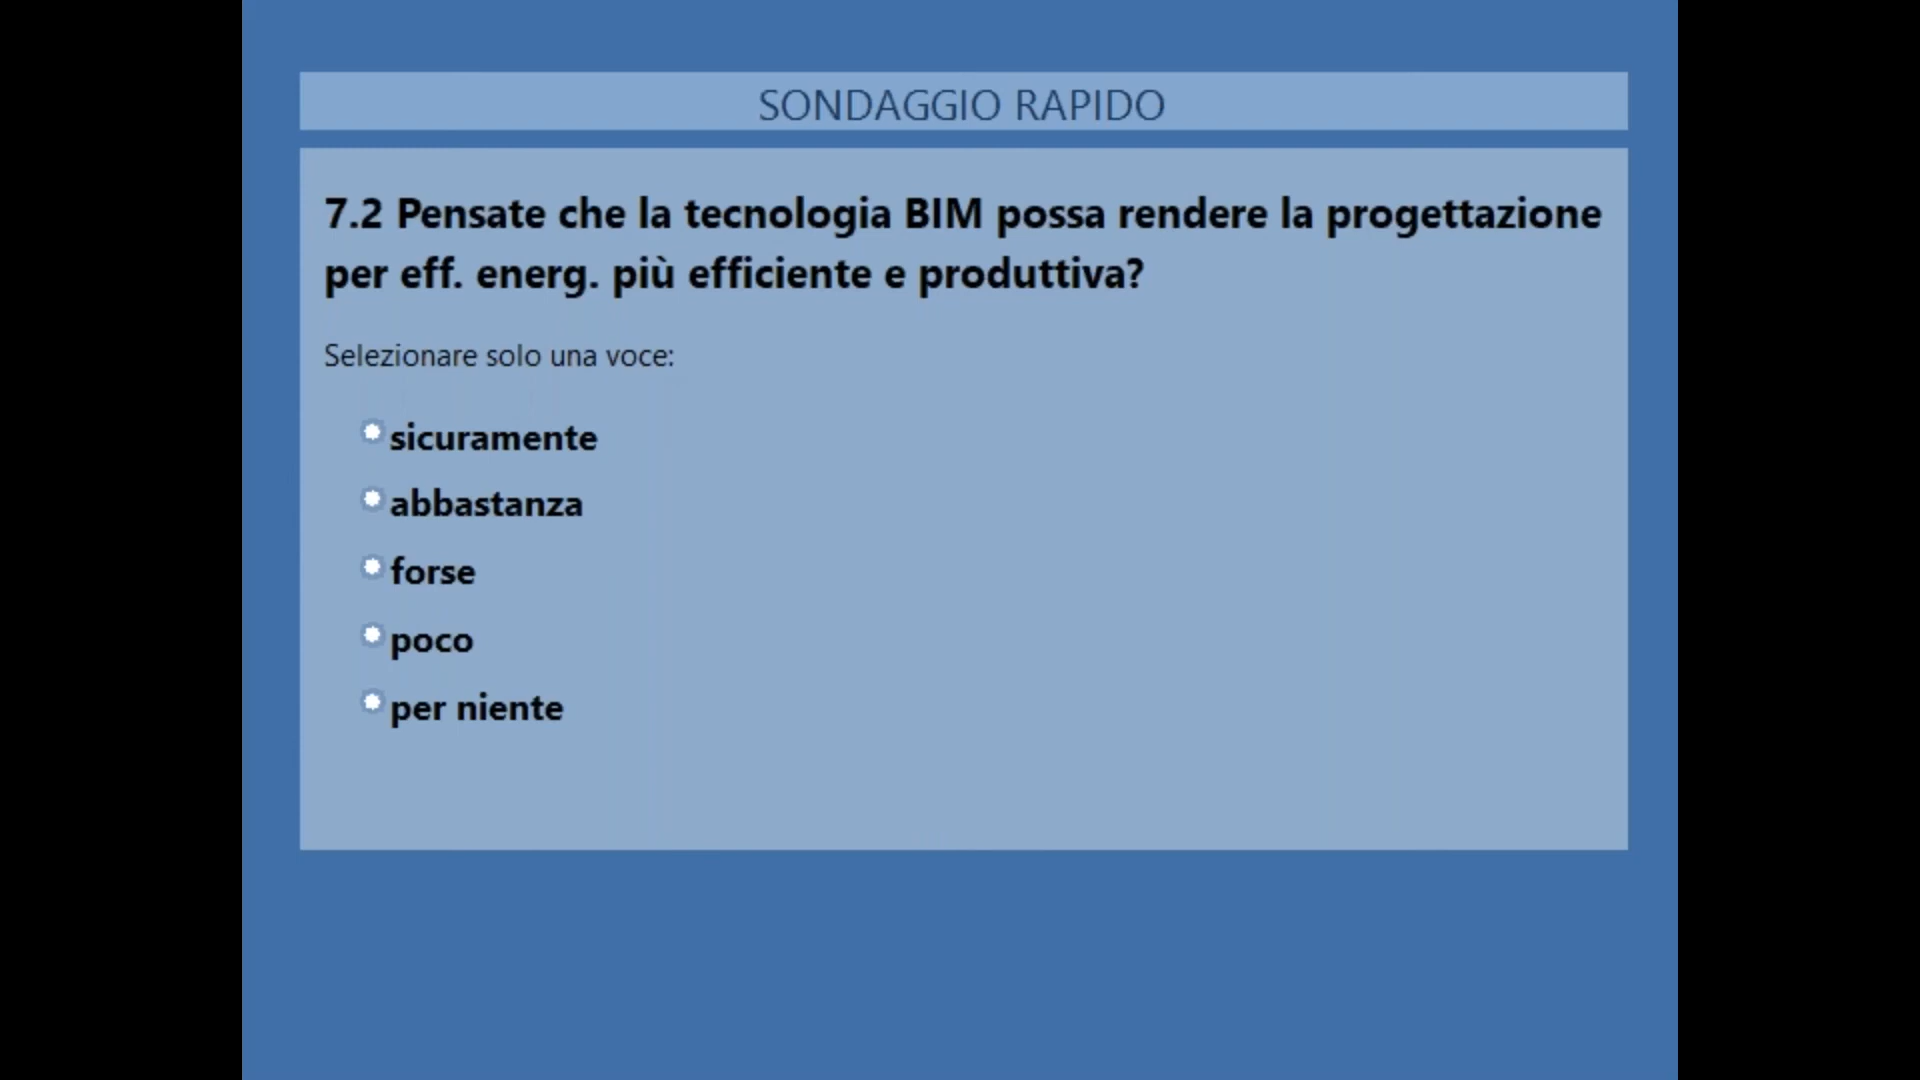 SONDAGGIO RAPIDO
7.2 Pensate che la tecnologia BIM possa rendere la progettazione
per eff. energ. più efficiente e produttiva?
Selezionare solo una voce:
sicuramente
abbastanza
forse
poco
per niente